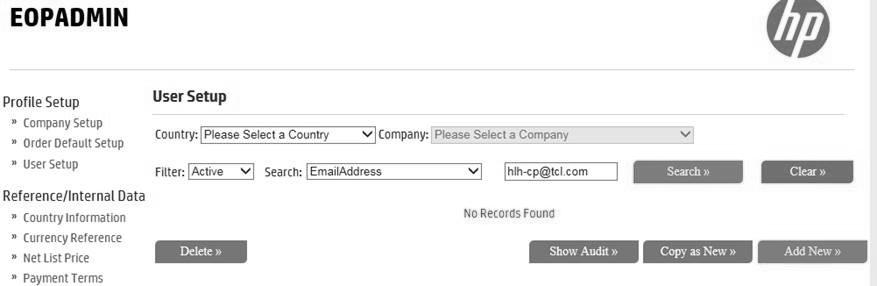 EOPADMIN
hp
Profile Setup
» Company Setup
» Order Default Setup
» User Setup
Reference/Internal Data
» Country Information
» Currency Reference
» Net List Price
» Payment Terms
User Setup
Country: Please Select a Country Company: Please Select a Company
Filter: Active Search: EmailAddress hlh-cp@tcl.com Search » Clear »
No Records Found
Delete » Show Audit » Copy as New » Add New »